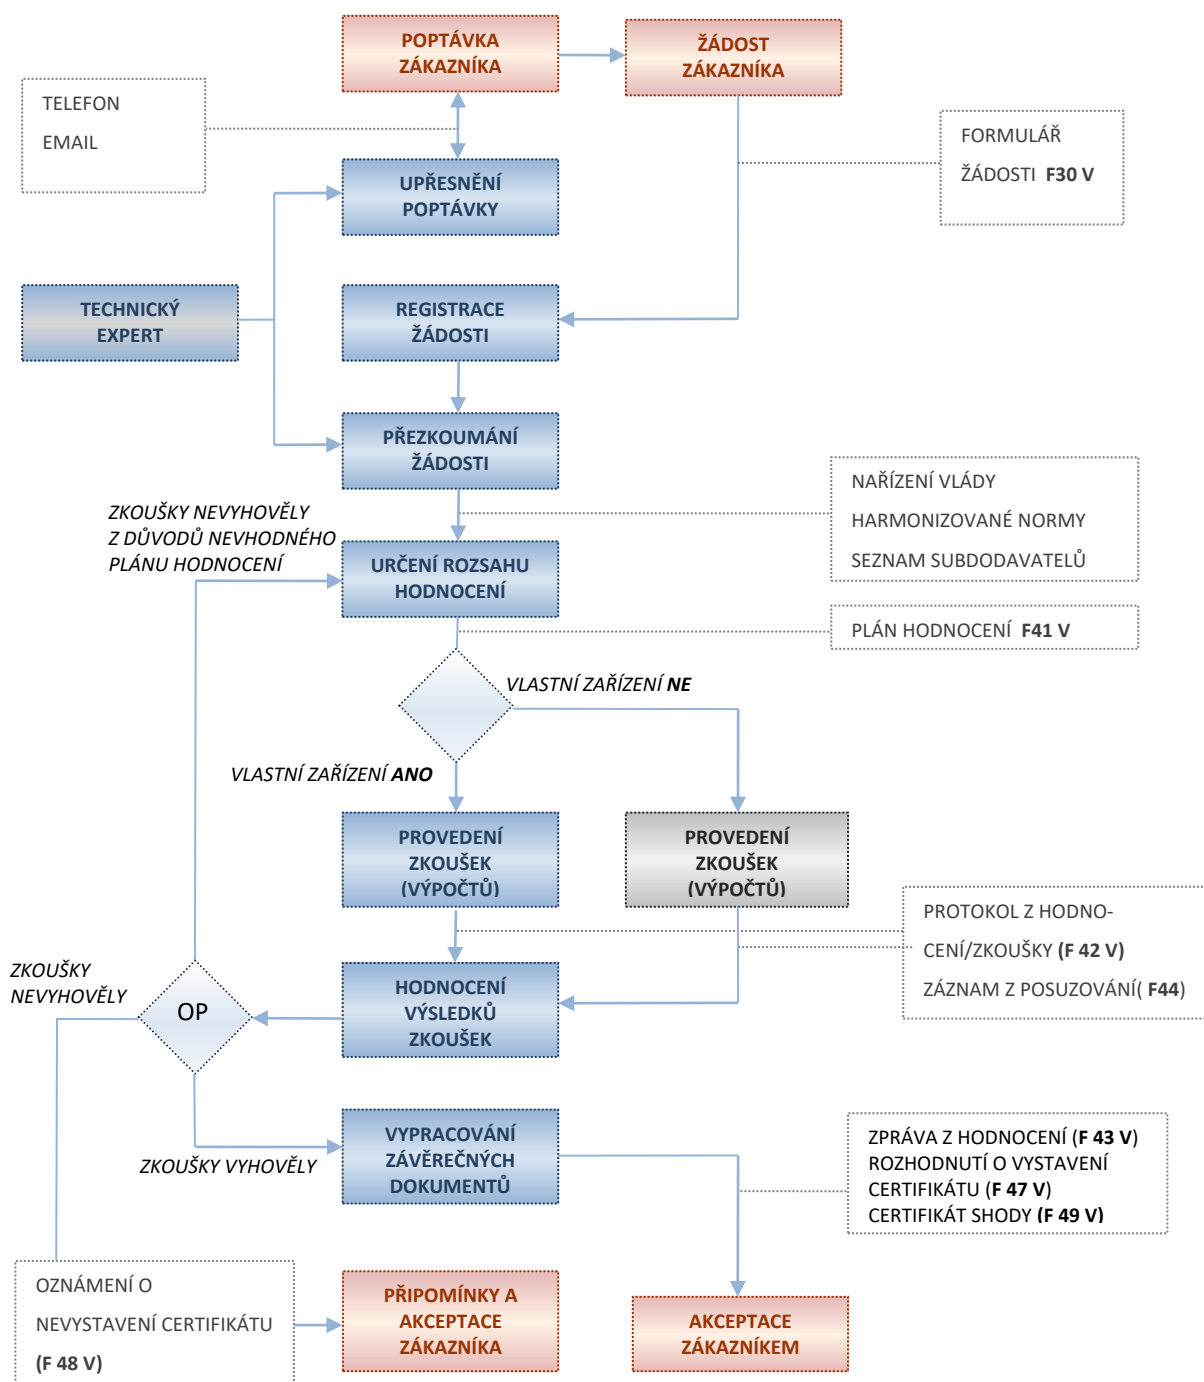 POPTÁVKA
ZÁKAZNÍKA
ŽÁDOST
ZÁKAZNÍKA
TELEFON
EMAIL
FORMULÁŘ
ŽÁDOSTI F30 V
UPŘESNĚNÍ
POPTÁVKY
TECHNICKÝ
EXPERT
REGISTRACE
ŽÁDOSTI
PŘEZKOUMÁNÍ
ŽÁDOSTI
NAŘÍZENÍ VLÁDY
HARMONIZOVANÉ NORMY
SEZNAM SUBDODAVATELŮ
ZKOUŠKY NEVYHOVĚLY
Z DŮVODŮ NEVHODNÉHO
PLÁNU HODNOCENÍ
URČENÍ ROZSAHU
HODNOCENÍ
PLÁN HODNOCENÍ F41 V
VLASTNÍ ZAŘÍZENÍ NE
VLASTNÍ ZAŘÍZENÍ ANO
PROVEDENÍ
ZKOUŠEK
(VÝPOČTŮ)
PROVEDENÍ
ZKOUŠEK
(VÝPOČTŮ)
PROTOKOL Z HODNO-
CENÍ/ZKOUŠKY (F 42 V)
ZÁZNAM Z POSUZOVÁNÍ( F44)
ZKOUŠKY
NEVYHOVĚLY
OP
HODNOCENÍ
VÝSLEDKŮ
ZKOUŠEK
ZKOUŠKY VYHOVĚLY
VYPRACOVÁNÍ
ZÁVĚREČNÝCH
DOKUMENTŮ
ZPRÁVA Z HODNOCENÍ (F 43 V)
ROZHODNUTÍ O VYSTAVENÍ
CERTIFIKÁTU (F 47 V)
CERTIFIKÁT SHODY (F 49 V)
OZNÁMENÍ O
NEVYSTAVENÍ CERTIFIKÁTU
(F 48 V)
PŘIPOMÍNKY A
AKCEPTACE
ZÁKAZNÍKA
AKCEPTACE
ZÁKAZNÍKEM